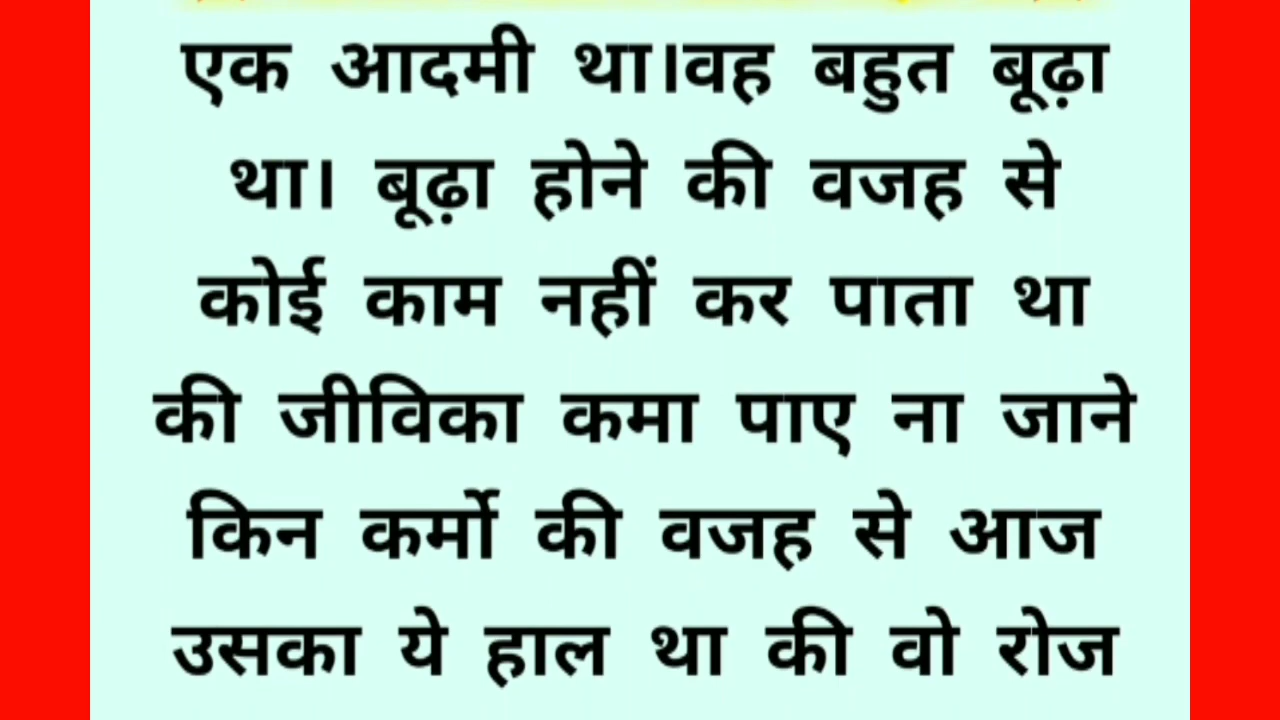 एक आदमी था।वह बहुत बूढ़ा
था। बूढ़ा होने की वजह से
कोई काम नहीं कर पाता था
की जीविका कमा पाए ना जाने
किन कर्मो की वजह से आज
उसका ये हाल था की वो रोज